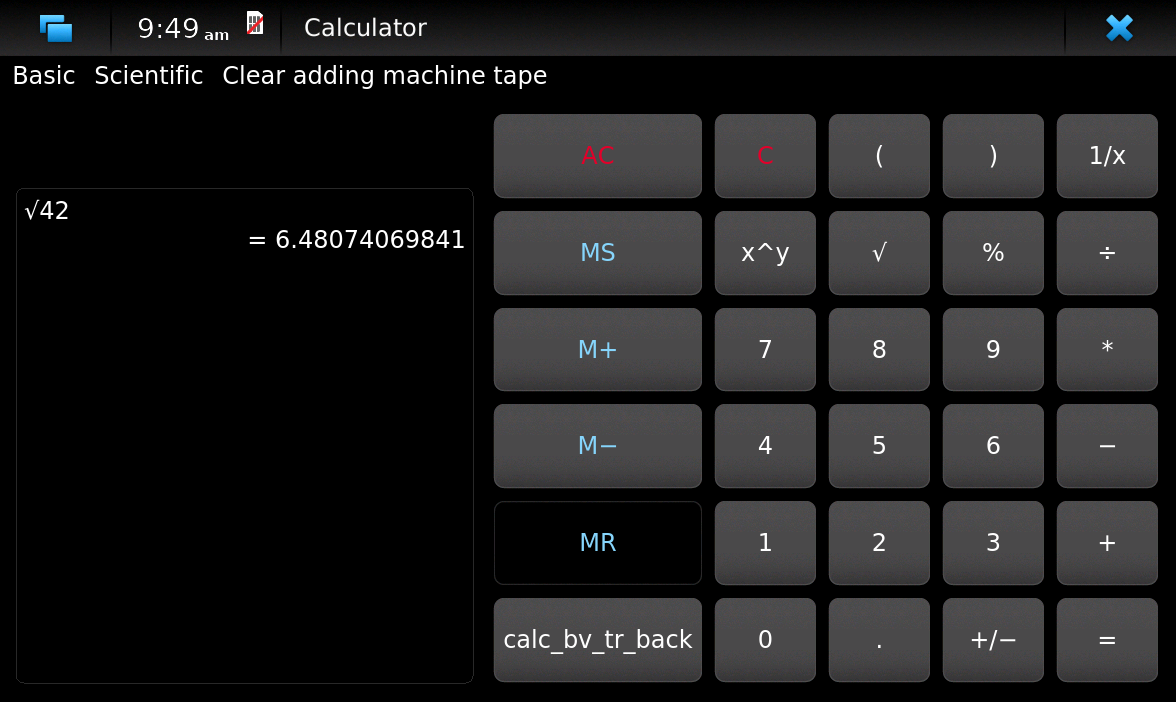 9:49 am Calculator
Basic Scientific Clear adding machine tape
√42
= 6.48074069841
AC C ( ) 1/x
MS x^y √ % ÷
M+ 7 8 9 *
M− 4 5 6 −
MR 1 2 3 +
calc_bv_tr_back 0 . +/− =